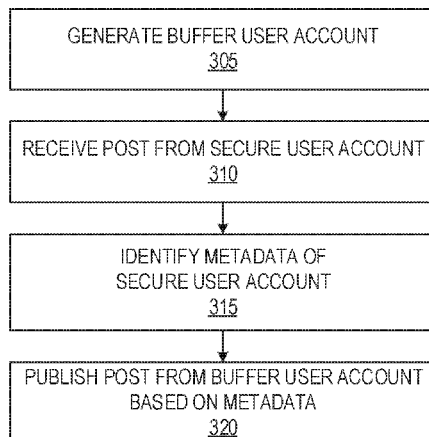 GENERATE BUFFER USER ACCOUNT
305
RECEIVE POST FROM SECURE USER ACCOUNT
310
IDENTIFY METADATA OF
SECURE USER ACCOUNT
315
PUBLISH POST FROM BUFFER USER ACCOUNT
BASED ON METADATA
320